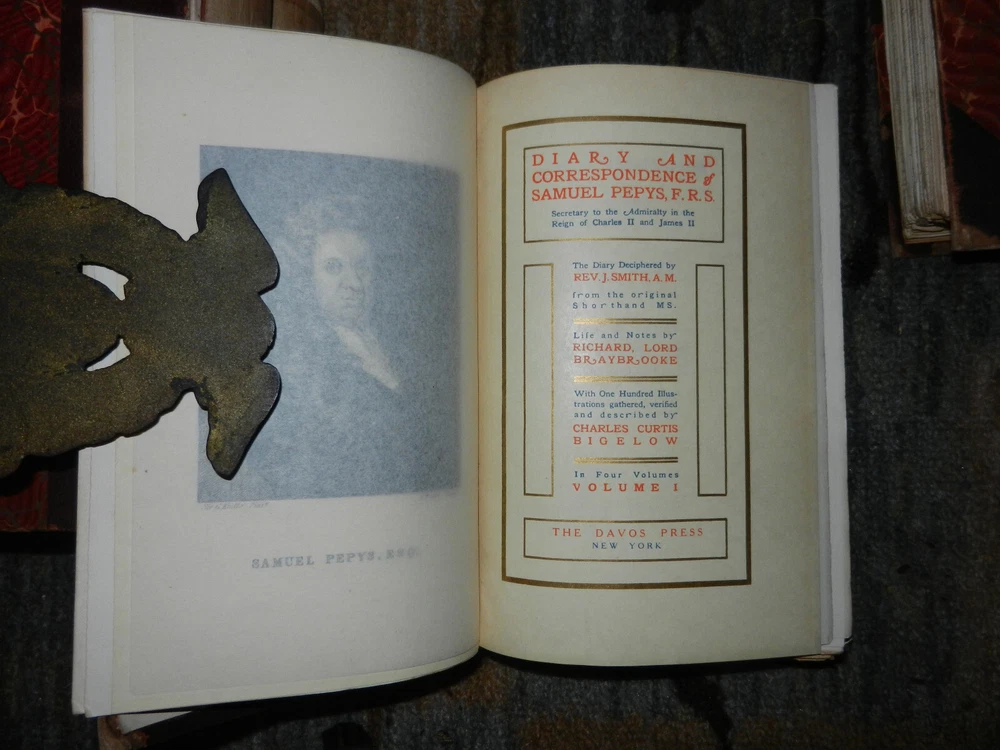 SAMUEL PEPYS, ESQ.
DIARY AND
CORRESPONDENCE of
SAMUEL PEPYS, F.R.S.
Secretary to the Admiralty in the
Reign of Charles II and James II
The Diary Deciphered by
REV. J. SMITH, A.M.
from the original
Shorthand MS.
Life and Notes by
RICHARD, LORD
BRAYBROOKE
With One Hundred Illus-
trations gathered, verified
and described by
CHARLES CURTIS
BIGELOW
In Four Volumes
VOLUME I
THE DAVOS PRESS
NEW YORK